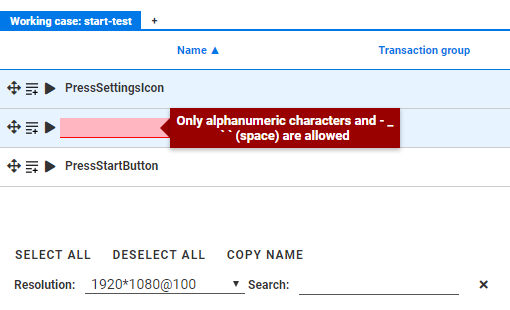 Working case: start-test +
Name ▲ Transaction group
PressSettingsIcon
Only alphanumeric characters and - _
` ` (space) are allowed
PressStartButton
SELECT ALL DESELECT ALL COPY NAME
Resolution: 1920*1080@100 ▼ Search: ×